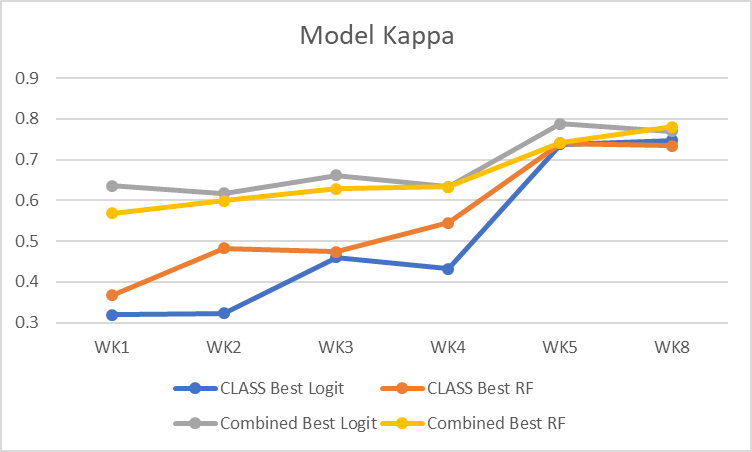 Model Kappa
0.9
0.8
0.7
0.6
0.5
0.4
0.3
WK1 WK2 WK3 WK4 WK5 WK8
CLASS Best Logit CLASS Best RF
Combined Best Logit Combined Best RF